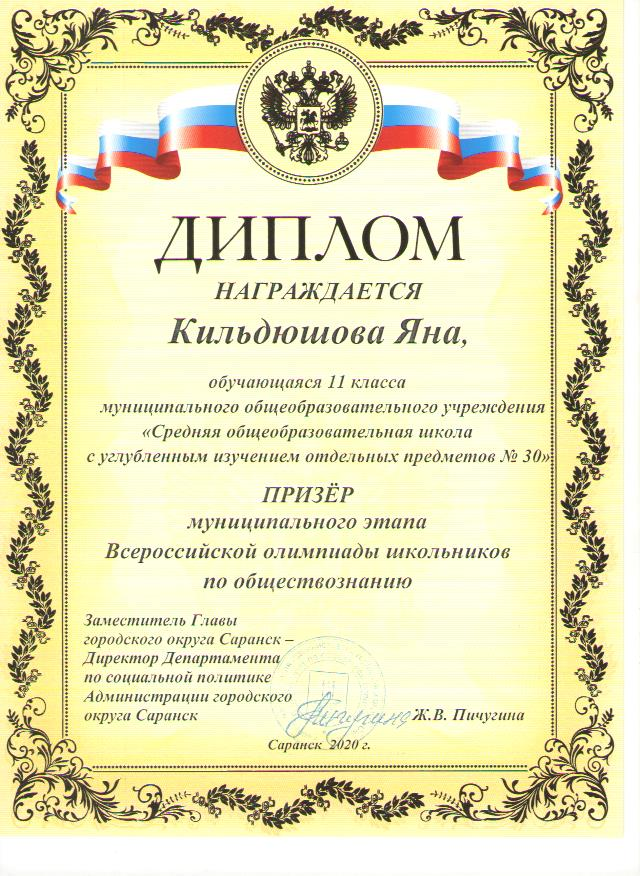 ДИПЛОМ
НАГРАЖДАЕТСЯ
Кильдюшова Яна,
обучающаяся 11 класса
муниципального общеобразовательного учреждения
«Средняя общеобразовательная школа
с углубленным изучением отдельных предметов № 30»
ПРИЗЁР
муниципального этапа
Всероссийской олимпиады школьников
по обществознанию
Заместитель Главы
городского округа Саранск –
Директор Департамента
по социальной политике
Администрации городского
округа Саранск
Ж.В. Пичугина
Саранск 2020 г.